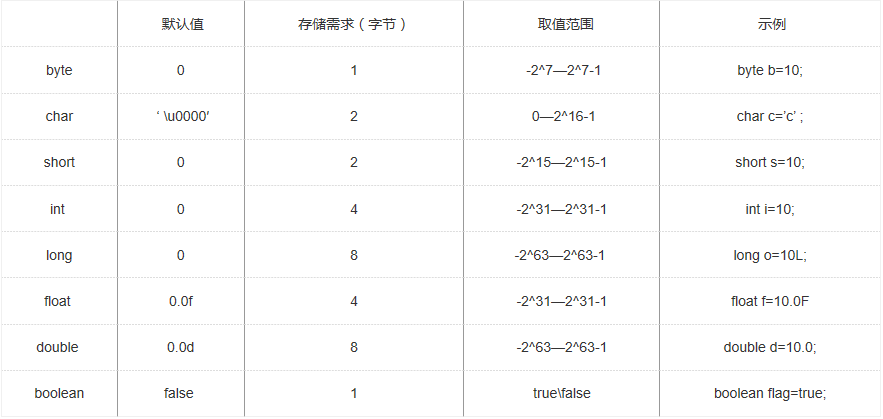 默认值 存储需求（字节） 取值范围 示例
byte 0 1 -2^7—2^7-1 byte b=10;
char ‘ \u0000′ 2 0—2^16-1 char c=’c’ ;
short 0 2 -2^15—2^15-1 short s=10;
int 0 4 -2^31—2^31-1 int i=10;
long 0 8 -2^63—2^63-1 long o=10L;
float 0.0f 4 -2^31—2^31-1 float f=10.0F
double 0.0d 8 -2^63—2^63-1 double d=10.0;
boolean false 1 true\false boolean flag=true;